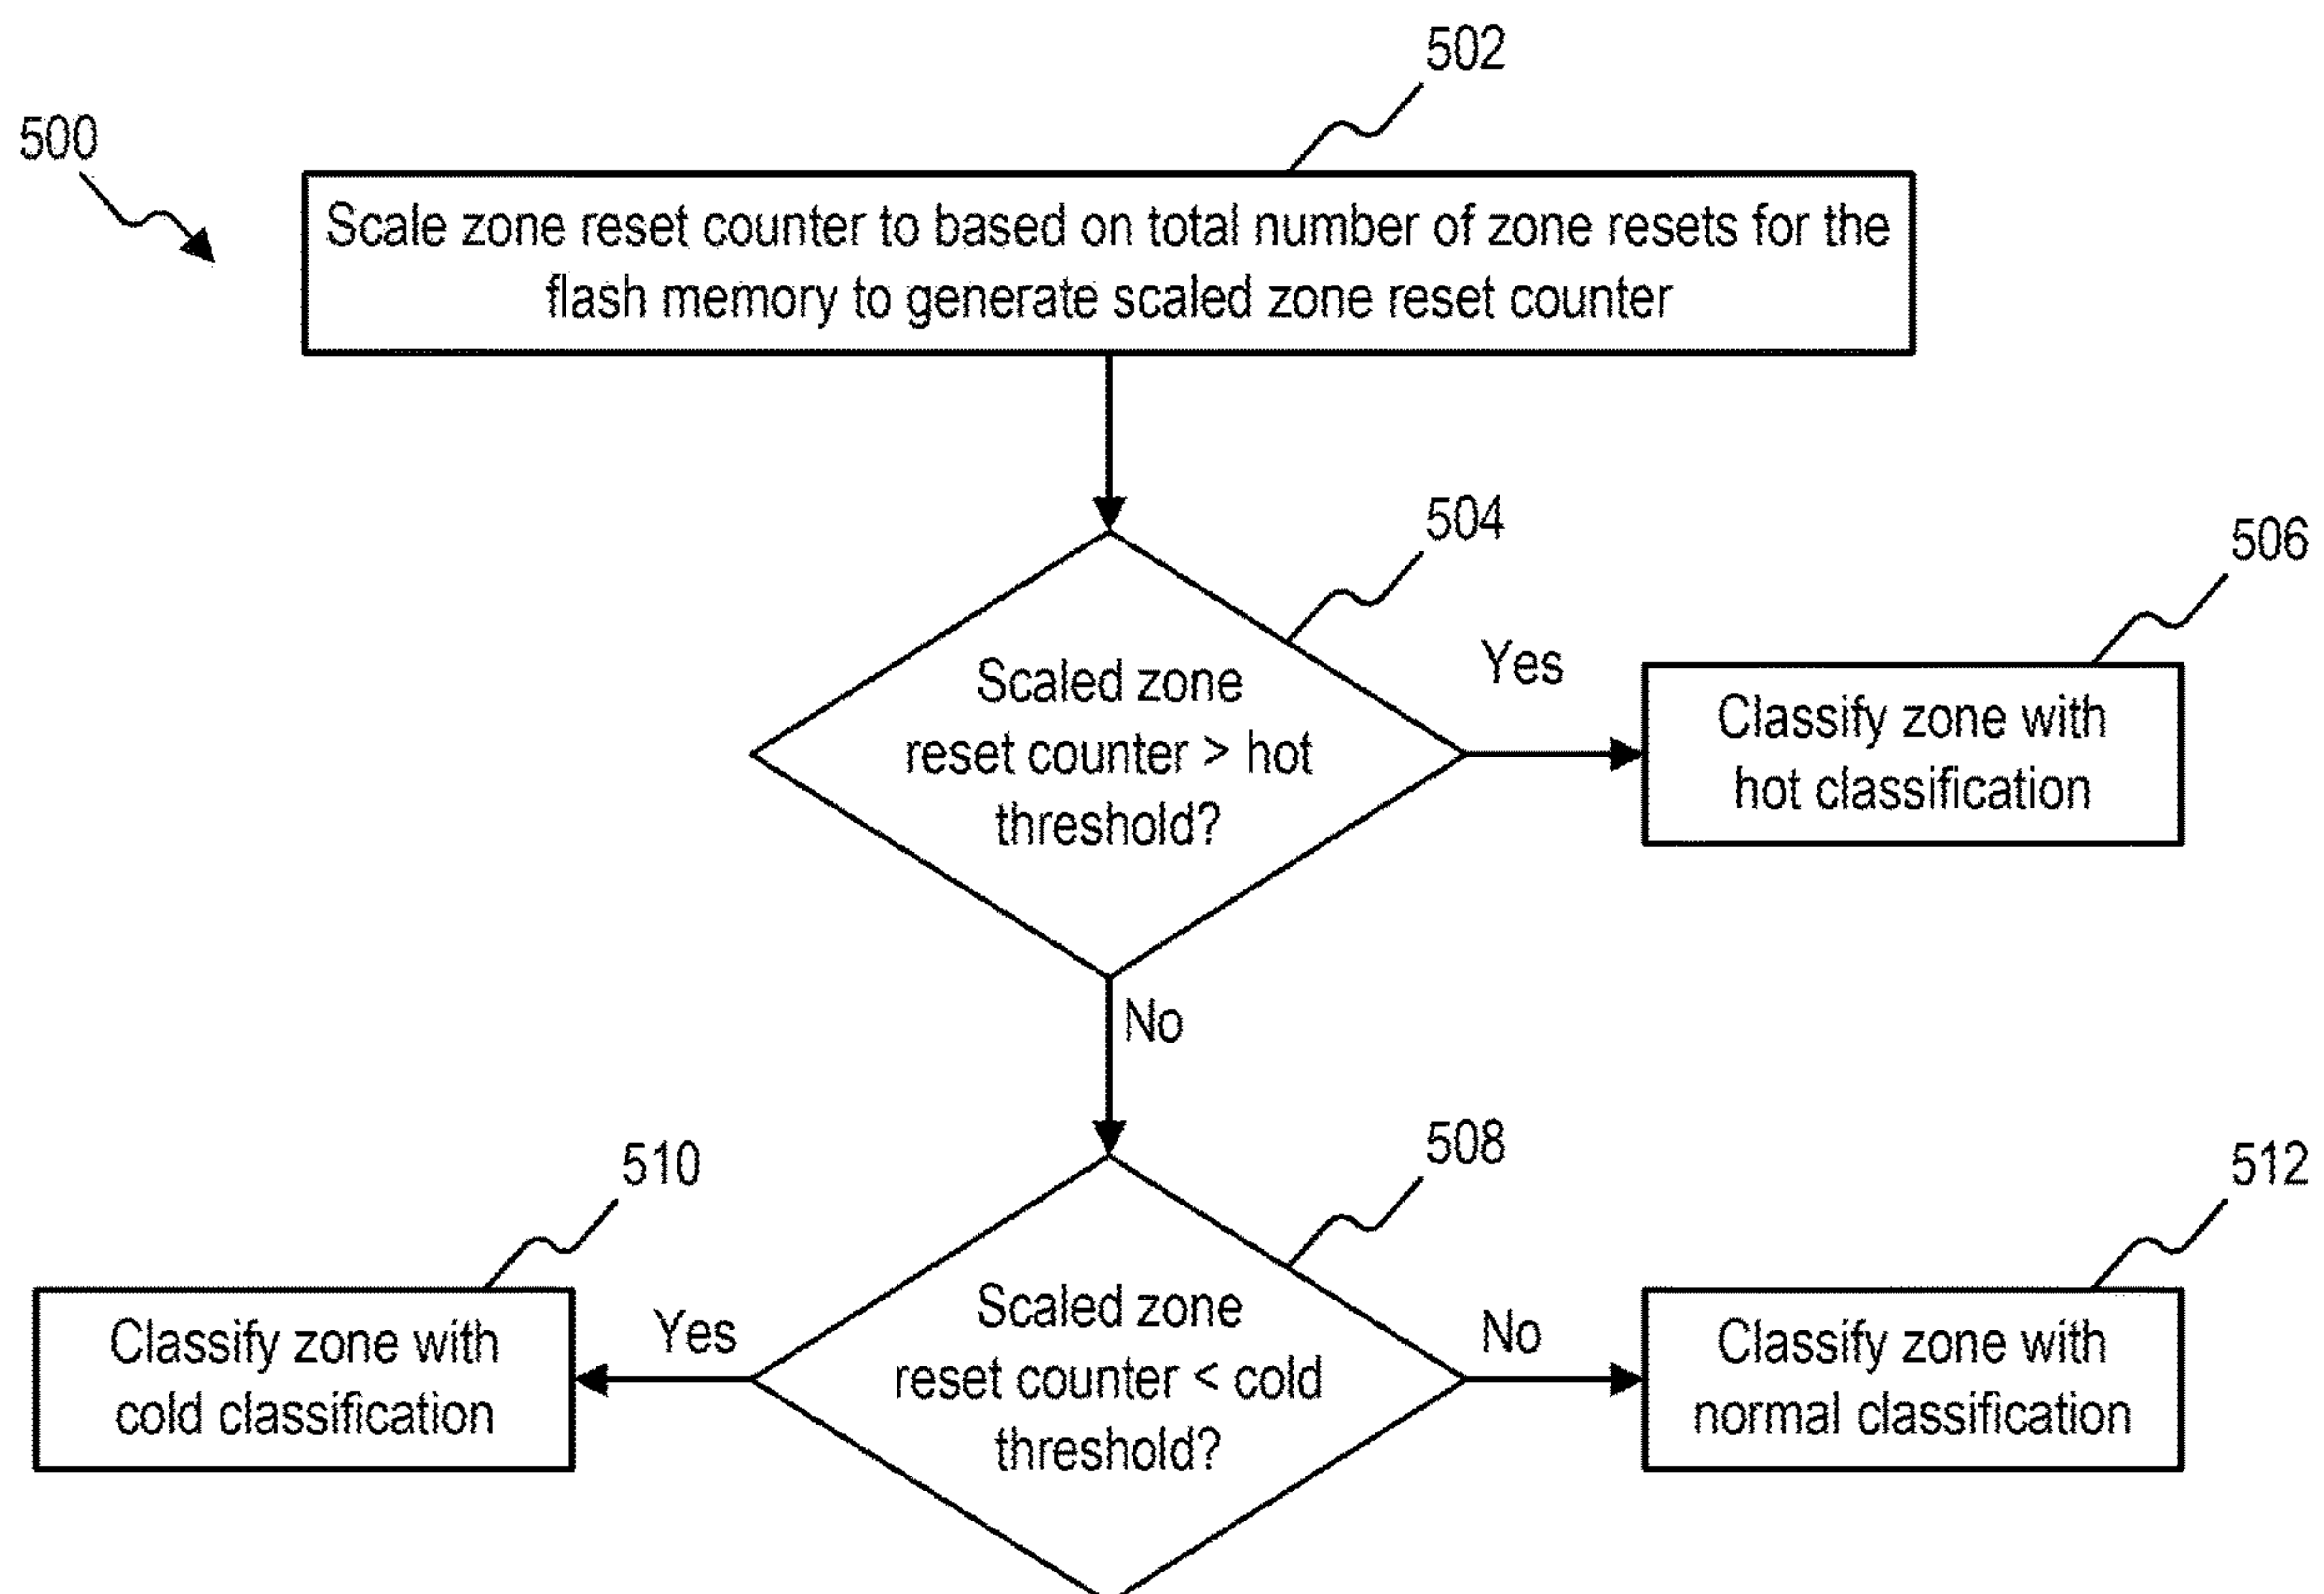 502
500
Scale zone reset counter to based on total number of zone resets for the
flash memory to generate scaled zone reset counter
504
506
Scaled zone
reset counter > hot
threshold?
Yes
Classify zone with
hot classification
No
510
508
512
Classify zone with
cold classification
Yes
Scaled zone
reset counter < cold
threshold?
No
Classify zone with
normal classification